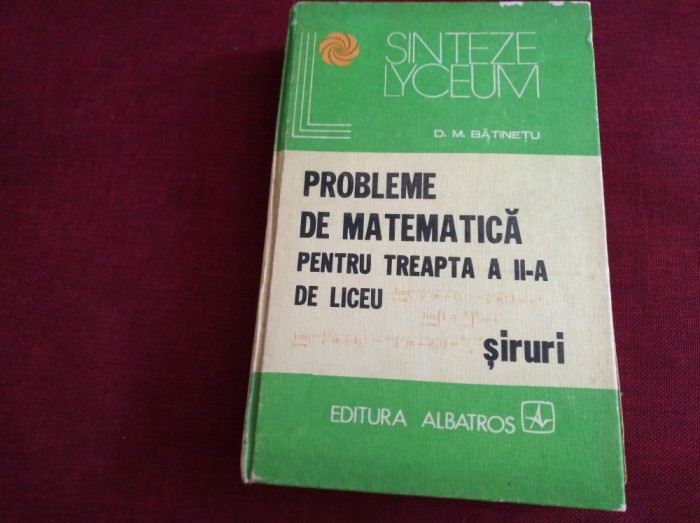 SINTEZE
LYCEUM
D. M. BĂTINEȚU
PROBLEME
DE MATEMATICĂ
PENTRU TREAPTA A II-A
DE LICEU
șiruri
EDITURA ALBATROS